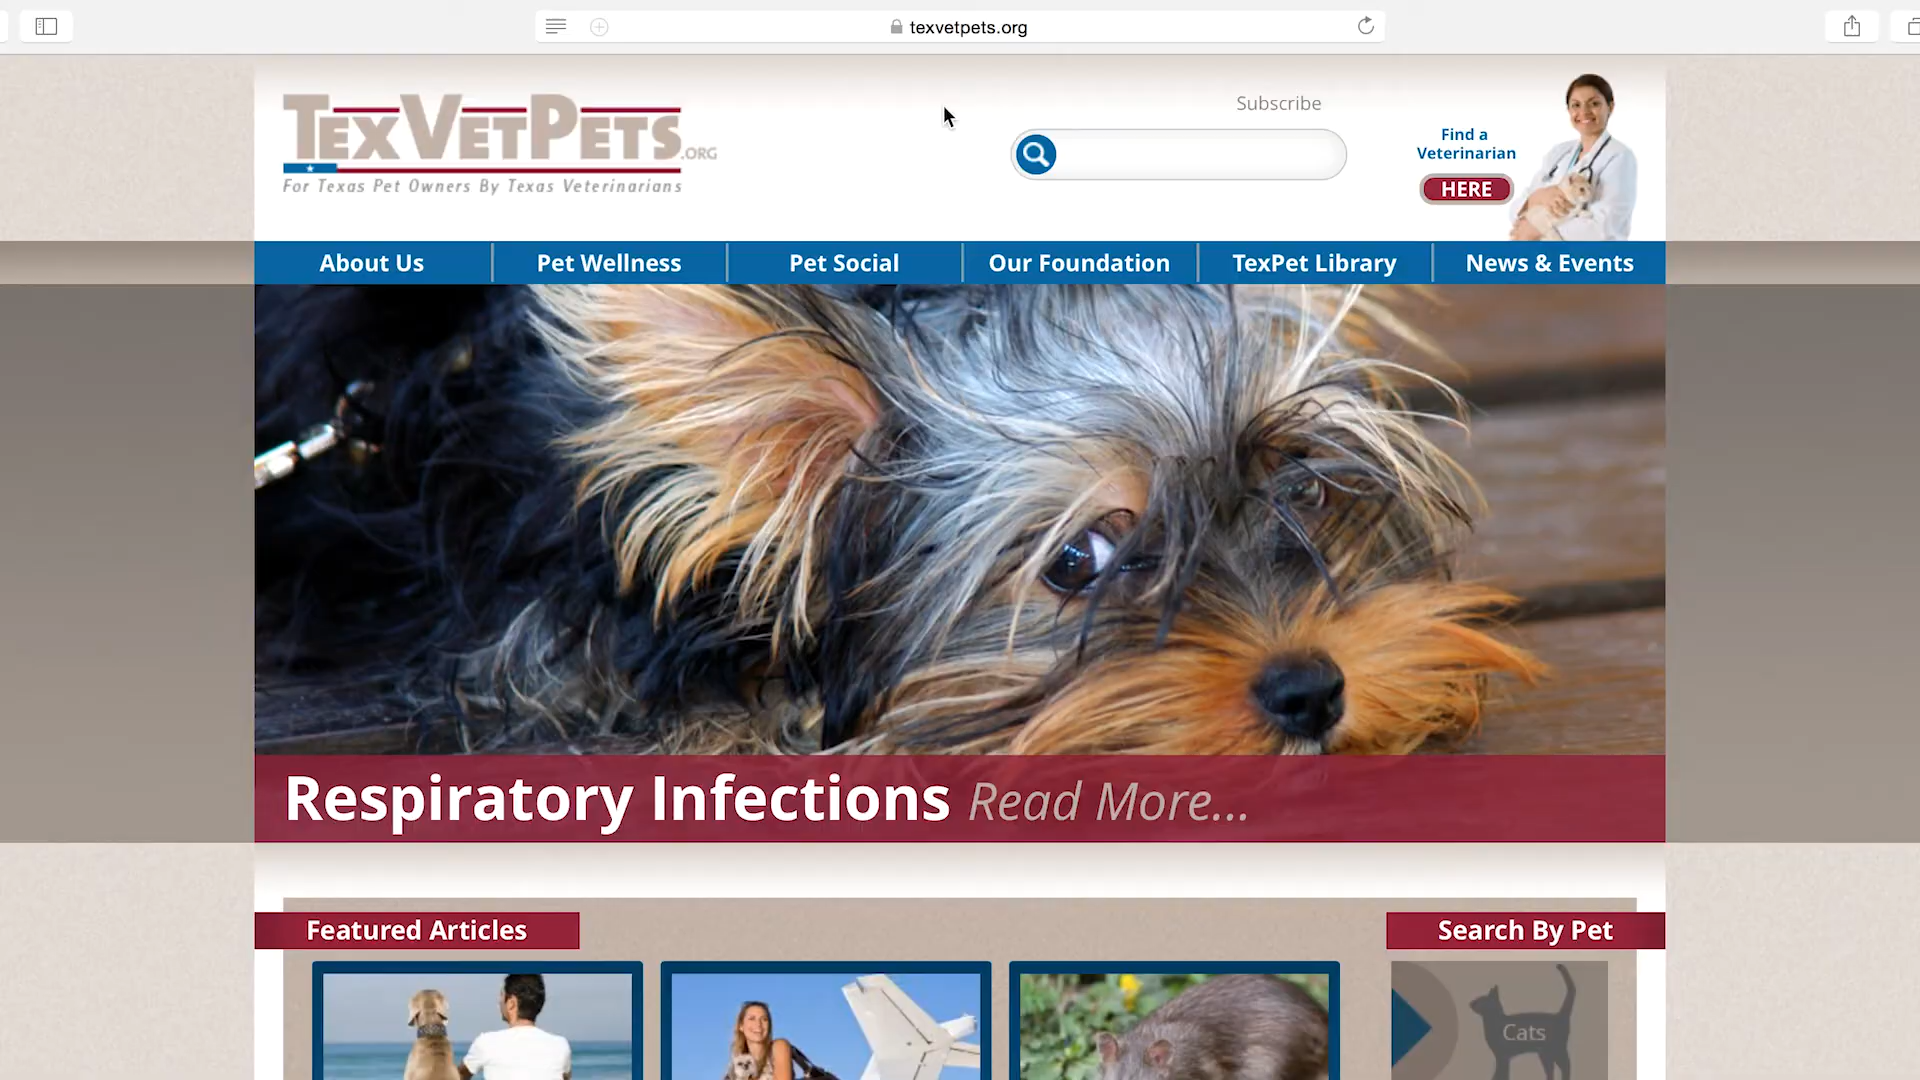 texvetpets.org
TEXVETPETS.ORG
For Texas Pet Owners By Texas Veterinarians
Subscribe
Find a
Veterinarian
HERE
About Us
Pet Wellness
Pet Social
Our Foundation
TexPet Library
News & Events
Respiratory Infections Read More...
Featured Articles
Search By Pet
Cats